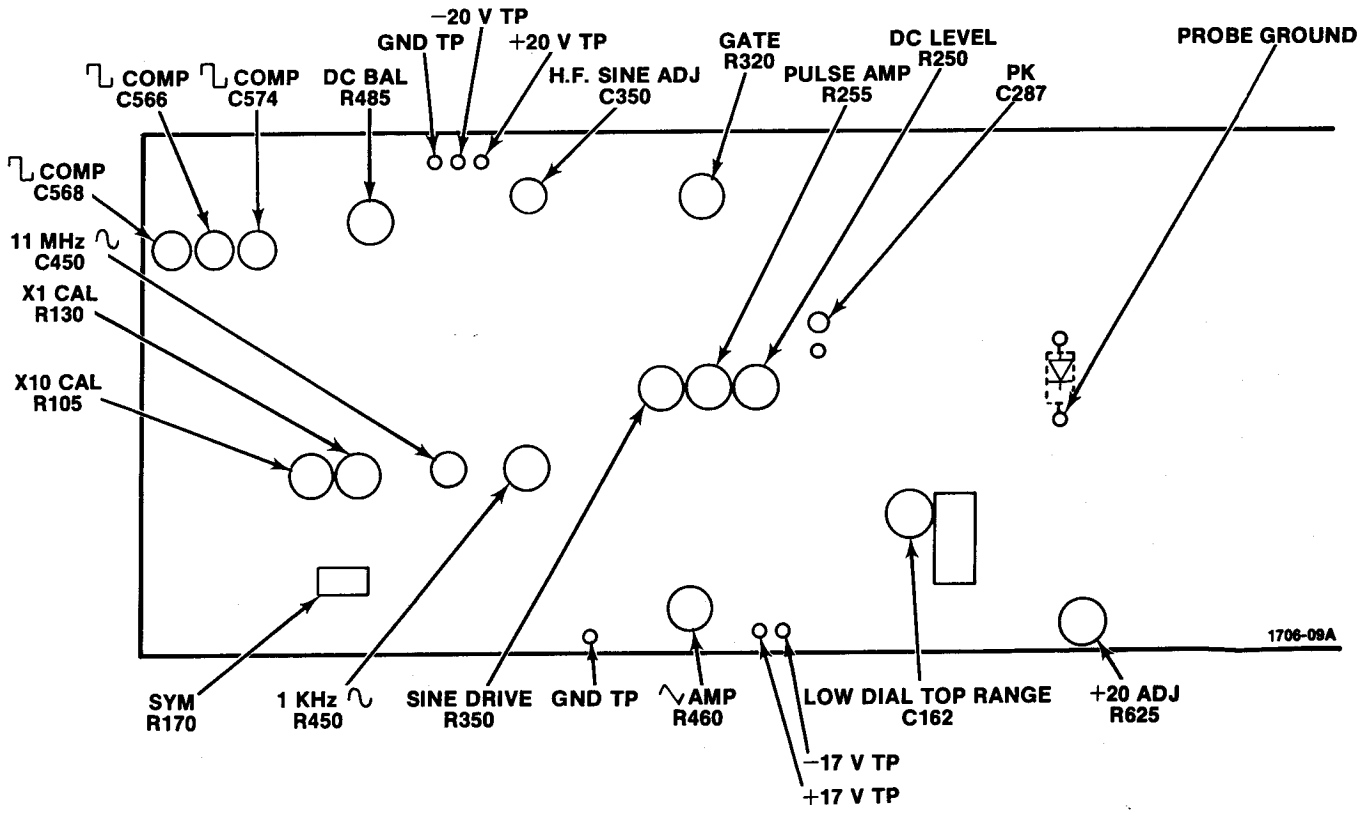 −20 V TP
GND TP
+20 V TP
COMP
C566
COMP
C574
DC BAL
R485
H.F. SINE ADJ
C350
GATE
R320
PULSE AMP
R255
DC LEVEL
R250
PK
C287
PROBE GROUND
COMP
C568
11 MHz
C450
X1 CAL
R130
X10 CAL
R105
1706-09A
SYM
R170
1 KHz
R450
SINE DRIVE
R350
GND TP
AMP
R460
LOW DIAL TOP RANGE
C162
+20 ADJ
R625
−17 V TP
+17 V TP